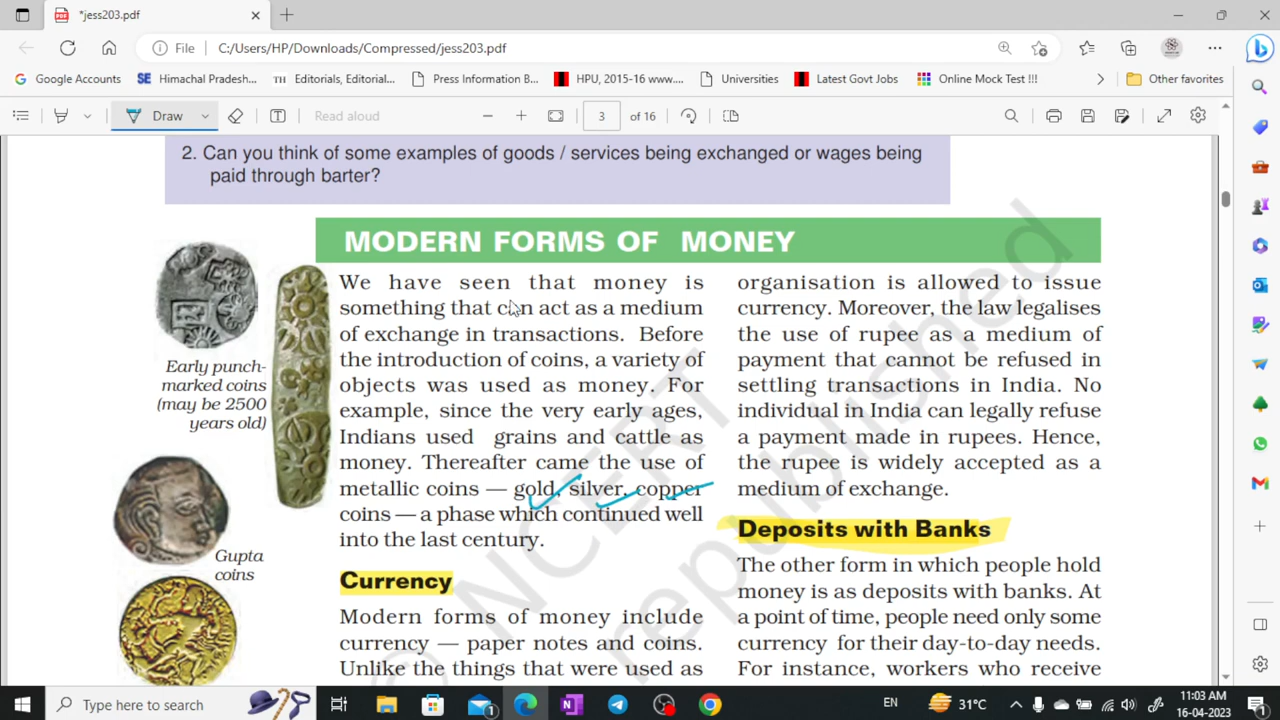 *jess203.pdf
File
C:/Users/HP/Downloads/Compressed/jess203.pdf
Google Accounts
SE Himachal Pradesh...
TH Editorials, Editorial...
Press Information B...
HPU, 2015-16 www....
Universities
Latest Govt Jobs
Online Mock Test !!!
Other favorites
Draw
Read aloud
3 of 16
2. Can you think of some examples of goods / services being exchanged or wages being
paid through barter?
MODERN FORMS OF MONEY
Early punch-
marked coins
(may be 2500
years old)
Gupta
coins
We have seen that money is
something that can act as a medium
of exchange in transactions. Before
the introduction of coins, a variety of
objects was used as money. For
example, since the very early ages,
Indians used grains and cattle as
money. Thereafter came the use of
metallic coins — gold, silver, copper
coins — a phase which continued well
into the last century.
Currency
Modern forms of money include
currency — paper notes and coins.
Unlike the things that were used as
organisation is allowed to issue
currency. Moreover, the law legalises
the use of rupee as a medium of
payment that cannot be refused in
settling transactions in India. No
individual in India can legally refuse
a payment made in rupees. Hence,
the rupee is widely accepted as a
medium of exchange.
Deposits with Banks
The other form in which people hold
money is as deposits with banks. At
a point of time, people need only some
currency for their day-to-day needs.
For instance, workers who receive
© NCERT
republished
Type here to search
1
EN
31°C
11:03 AM
16-04-2023
1